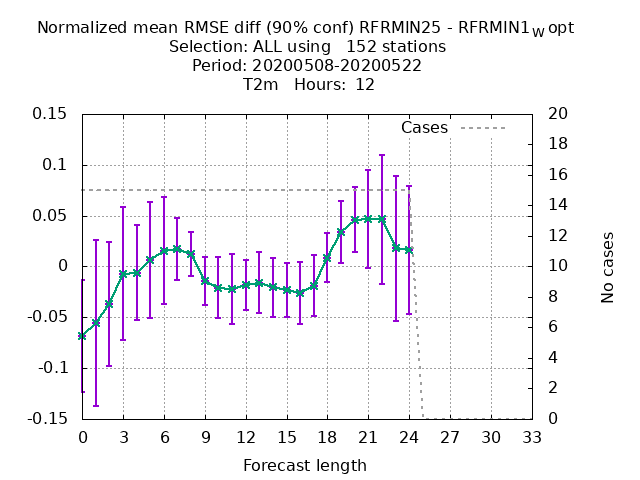 Normalized mean RMSE diff (90% conf) RFRMIN25 - RFRMIN1W opt
Selection: ALL using   152 stations
Period: 20200508-20200522
T2m   Hours:  12
Cases
0.15
0.1
0.05
0
-0.05
-0.1
-0.15
20
18
16
14
12
10
8
6
4
2
0
No cases
0 3 6 9 12 15 18 21 24 27 30 33
Forecast length